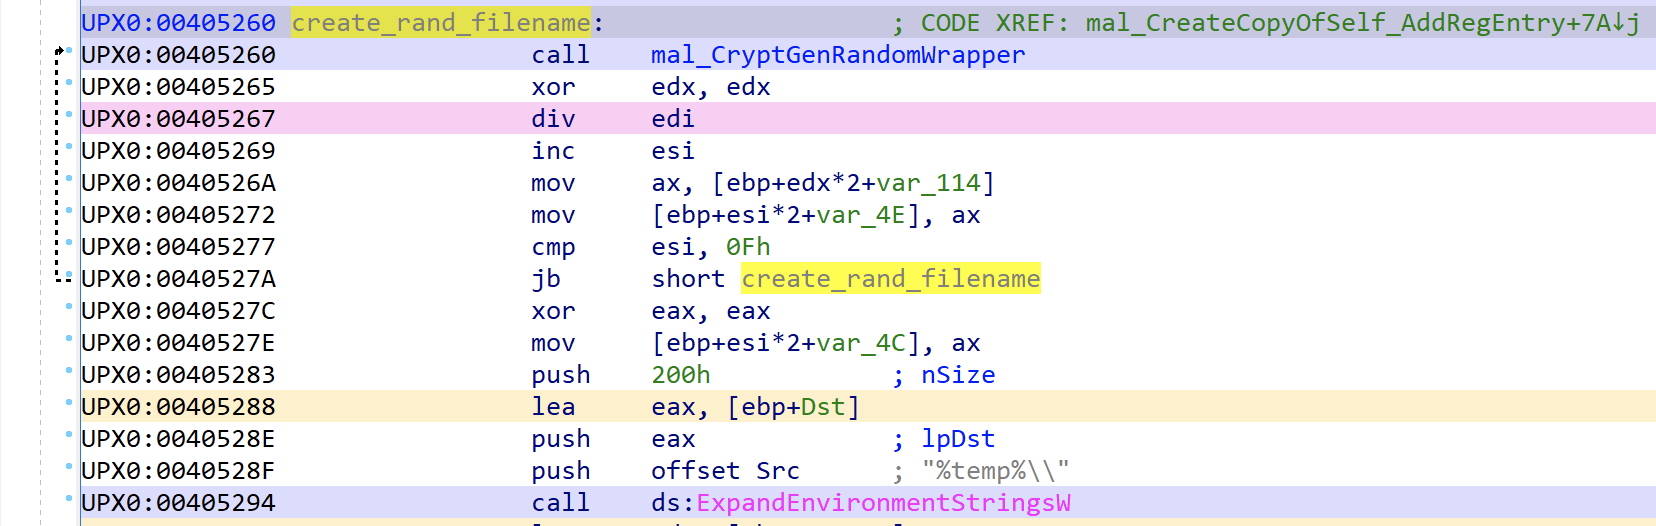 UPX0:00405260 create_rand_filename: ; CODE XREF: mal_CreateCopyOfSelf_AddRegEntry+7A↓j
UPX0:00405260 call mal_CryptGenRandomWrapper
UPX0:00405265 xor edx, edx
UPX0:00405267 div edi
UPX0:00405269 inc esi
UPX0:0040526A mov ax, [ebp+edx*2+var_114]
UPX0:00405272 mov [ebp+esi*2+var_4E], ax
UPX0:00405277 cmp esi, 0Fh
UPX0:0040527A jb short create_rand_filename
UPX0:0040527C xor eax, eax
UPX0:0040527E mov [ebp+esi*2+var_4C], ax
UPX0:00405283 push 200h ; nSize
UPX0:00405288 lea eax, [ebp+Dst]
UPX0:0040528E push eax ; lpDst
UPX0:0040528F push offset Src ; "%temp%\\"
UPX0:00405294 call ds:ExpandEnvironmentStringsW